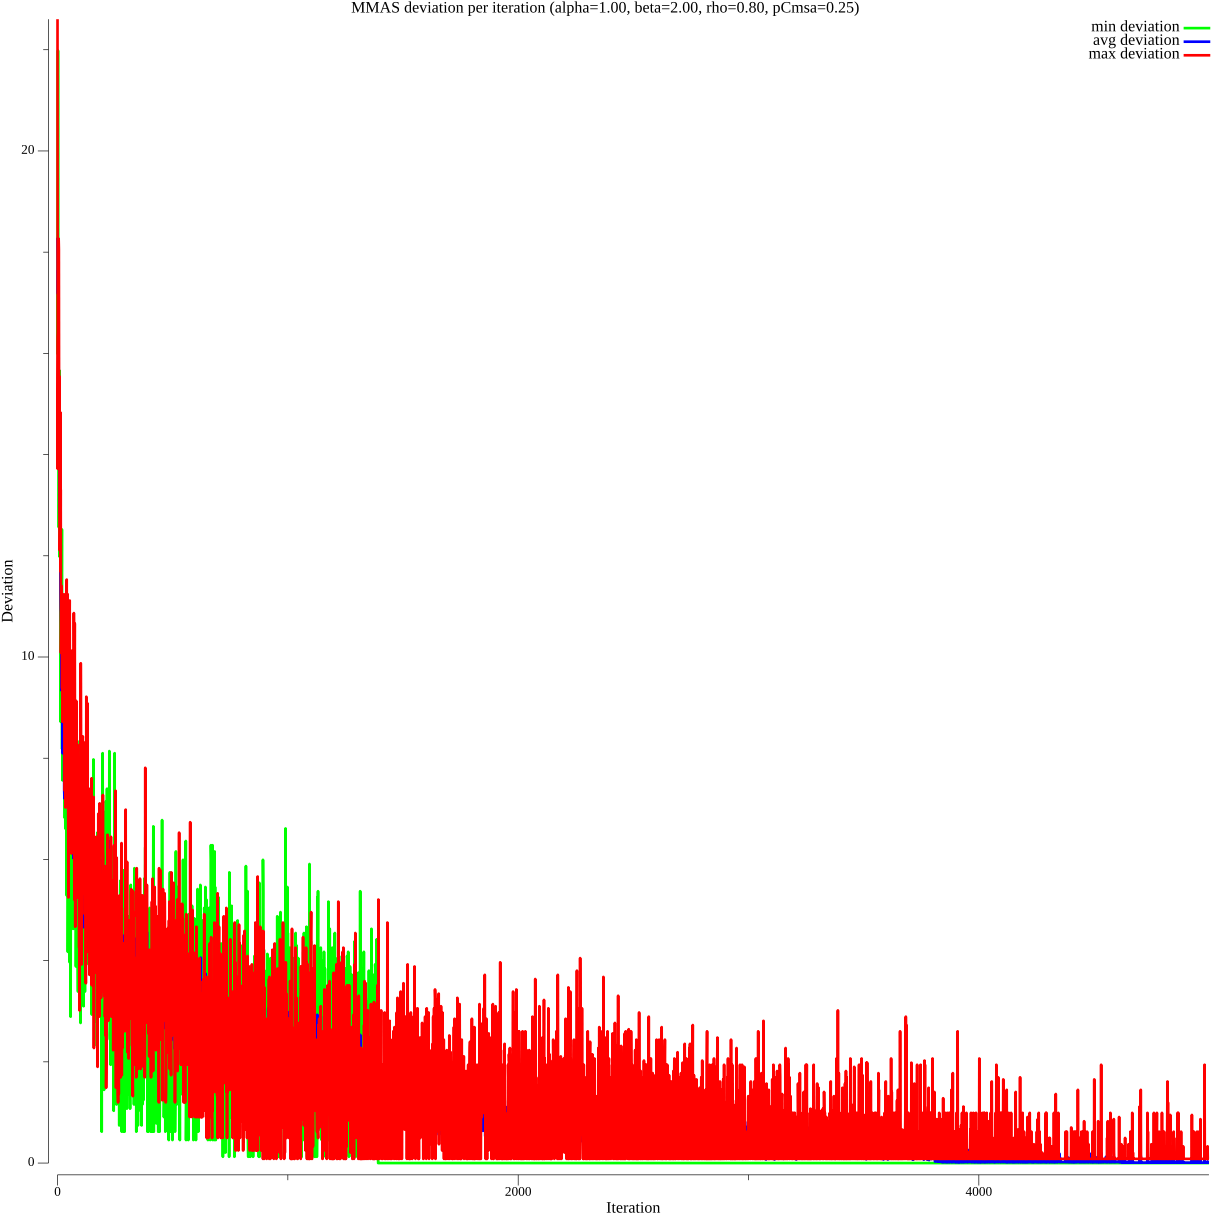 MMAS deviation per iteration (alpha=1.00, beta=2.00, rho=0.80, pCmsa=0.25)
min deviation
avg deviation
max deviation
20
10
0
Deviation
0
2000
4000
Iteration